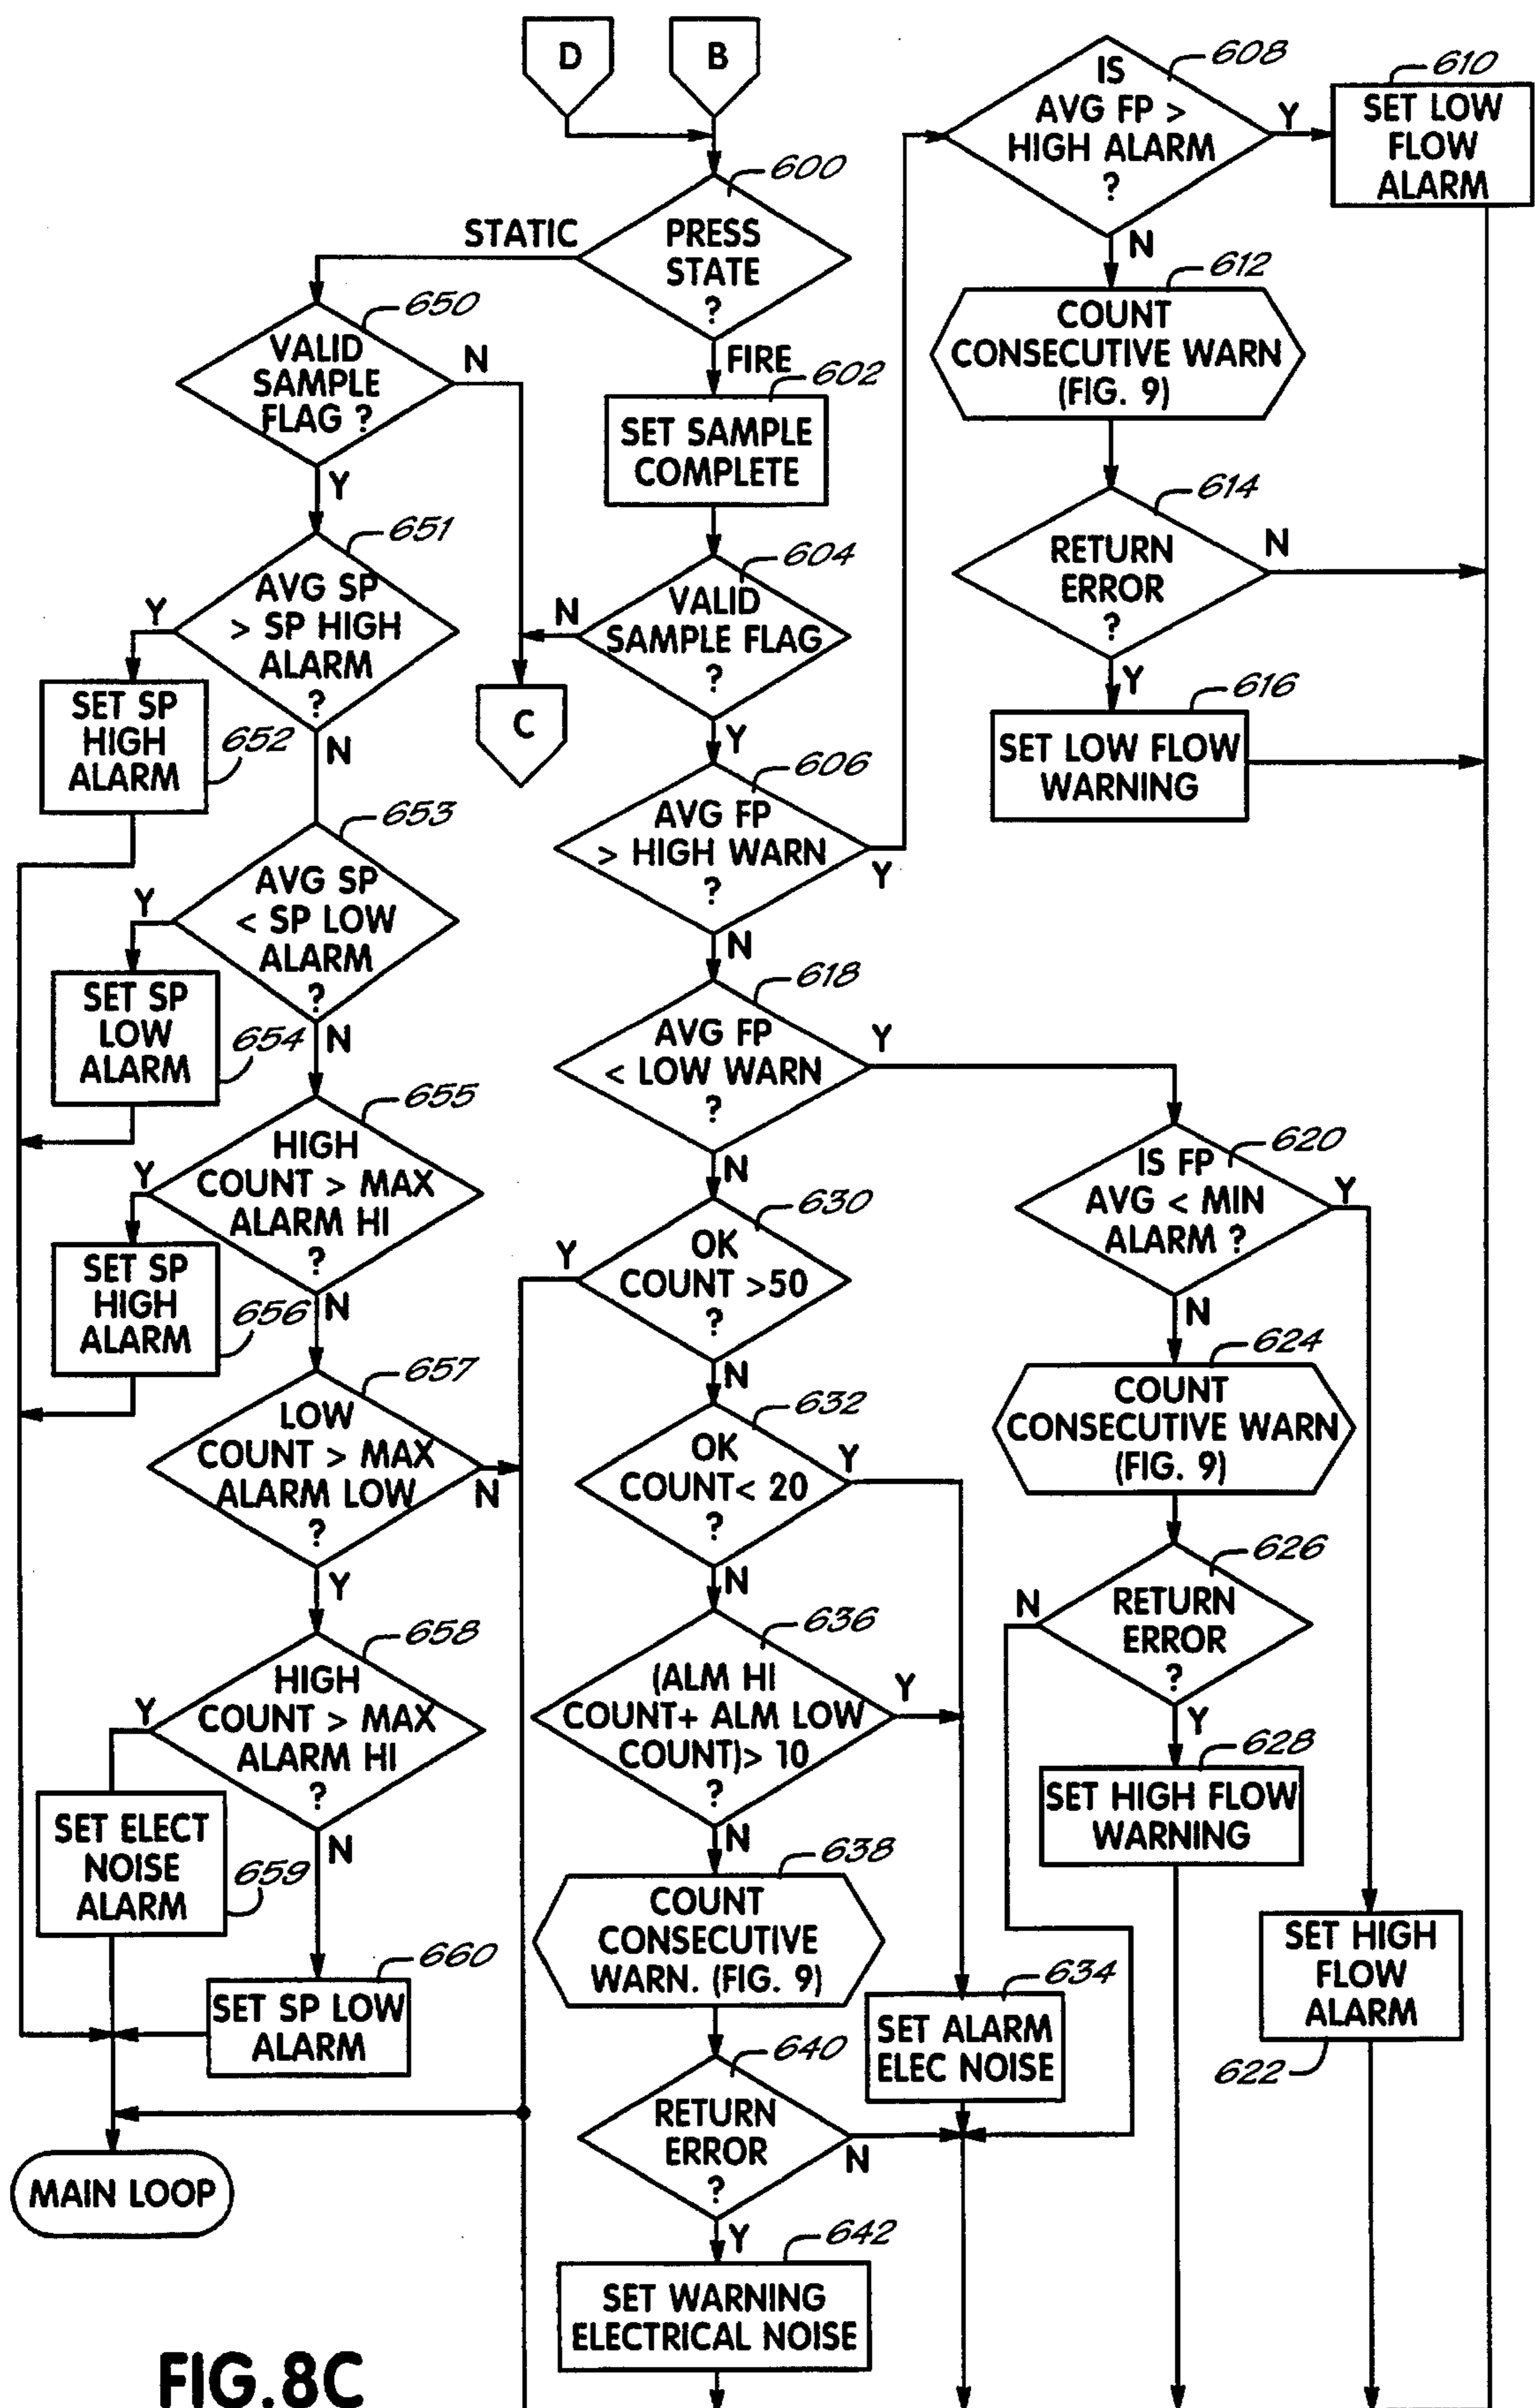 D
B
600
PRESS
STATE
?
STATIC
FIRE
602
SET SAMPLE
COMPLETE
604
VALID
SAMPLE FLAG
?
N
Y
C
606
AVG FP
> HIGH WARN
?
Y
N
608
IS
AVG FP >
HIGH ALARM
?
Y
N
610
SET LOW
FLOW
ALARM
612
COUNT
CONSECUTIVE WARN
(FIG. 9)
614
RETURN
ERROR
?
N
Y
616
SET LOW FLOW
WARNING
618
AVG FP
< LOW WARN
?
Y
N
620
IS FP
AVG < MIN
ALARM ?
Y
N
624
COUNT
CONSECUTIVE WARN
(FIG. 9)
626
RETURN
ERROR
?
N
Y
628
SET HIGH FLOW
WARNING
SET HIGH
FLOW
ALARM
622
630
OK
COUNT >50
?
Y
N
632
OK
COUNT< 20
?
Y
N
636
(ALM HI
COUNT+ ALM LOW
COUNT)> 10
?
Y
N
638
COUNT
CONSECUTIVE
WARN. (FIG. 9)
634
SET ALARM
ELEC NOISE
640
RETURN
ERROR
?
N
Y
642
SET WARNING
ELECTRICAL NOISE
650
VALID
SAMPLE
FLAG ?
N
Y
651
AVG SP
> SP HIGH
ALARM
?
Y
N
SET SP
HIGH
ALARM
652
653
AVG SP
< SP LOW
ALARM
?
Y
N
SET SP
LOW
ALARM
654
655
HIGH
COUNT > MAX
ALARM HI
?
Y
N
SET SP
HIGH
ALARM
656
657
LOW
COUNT > MAX
ALARM LOW
?
N
Y
658
HIGH
COUNT > MAX
ALARM HI
?
Y
N
SET ELECT
NOISE
ALARM
659
660
SET SP LOW
ALARM
MAIN LOOP
FIG.8C